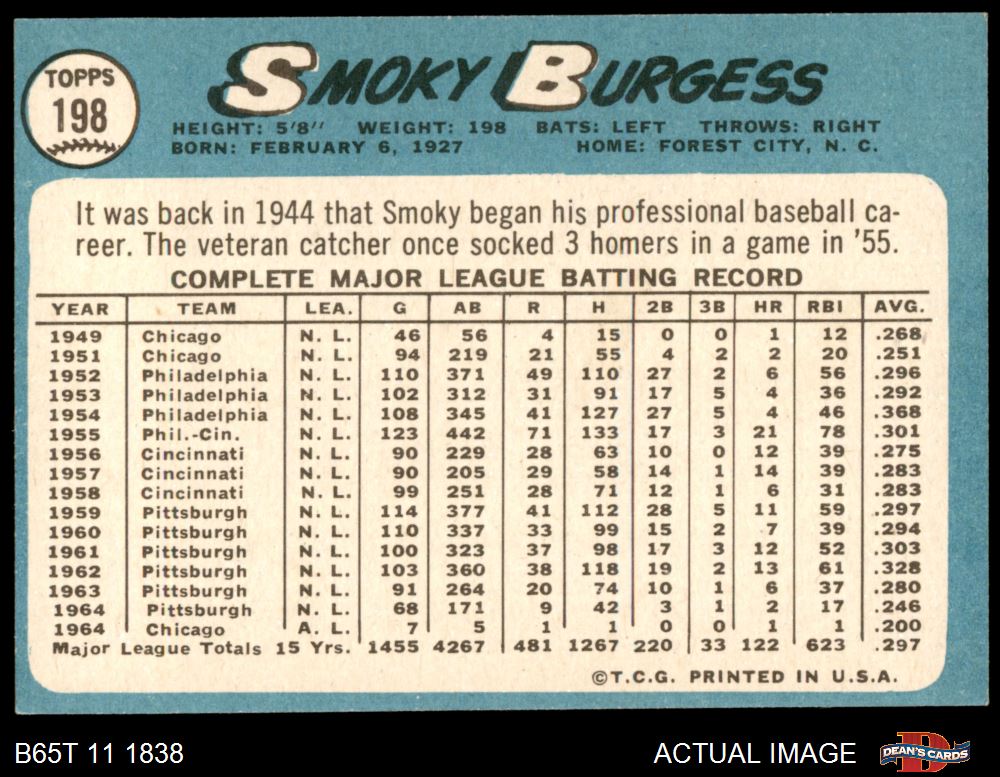 TOPPS
198
SMOKY BURGESS
HEIGHT: 5'8" WEIGHT: 198 BATS: LEFT THROWS: RIGHT
BORN: FEBRUARY 6, 1927 HOME: FOREST CITY, N. C.
It was back in 1944 that Smoky began his professional baseball ca-
reer. The veteran catcher once socked 3 homers in a game in '55.
COMPLETE MAJOR LEAGUE BATTING RECORD
YEAR TEAM LEA. G AB R H 2B 3B HR RBI AVG.
1949 Chicago N. L. 46 56 4 15 0 0 1 12 .268
1951 Chicago N. L. 94 219 21 55 4 2 2 20 .251
1952 Philadelphia N. L. 110 371 49 110 27 2 6 56 .296
1953 Philadelphia N. L. 102 312 31 91 17 5 4 36 .292
1954 Philadelphia N. L. 108 345 41 127 27 5 4 46 .368
1955 Phil.-Cin. N. L. 123 442 71 133 17 3 21 78 .301
1956 Cincinnati N. L. 90 229 28 63 10 0 12 39 .275
1957 Cincinnati N. L. 90 205 29 58 14 1 14 39 .283
1958 Cincinnati N. L. 99 251 28 71 12 1 6 31 .283
1959 Pittsburgh N. L. 114 377 41 112 28 5 11 59 .297
1960 Pittsburgh N. L. 110 337 33 99 15 2 7 39 .294
1961 Pittsburgh N. L. 100 323 37 98 17 3 12 52 .303
1962 Pittsburgh N. L. 103 360 38 118 19 2 13 61 .328
1963 Pittsburgh N. L. 91 264 20 74 10 1 6 37 .280
1964 Pittsburgh N. L. 68 171 9 42 3 1 2 17 .246
1964 Chicago A. L. 7 5 1 1 0 0 1 1 .200
Major League Totals 15 Yrs. 1455 4267 481 1267 220 33 122 623 .297
©T.C.G. PRINTED IN U.S.A.
B65T 11 1838 ACTUAL IMAGE DEAN'S CARDS